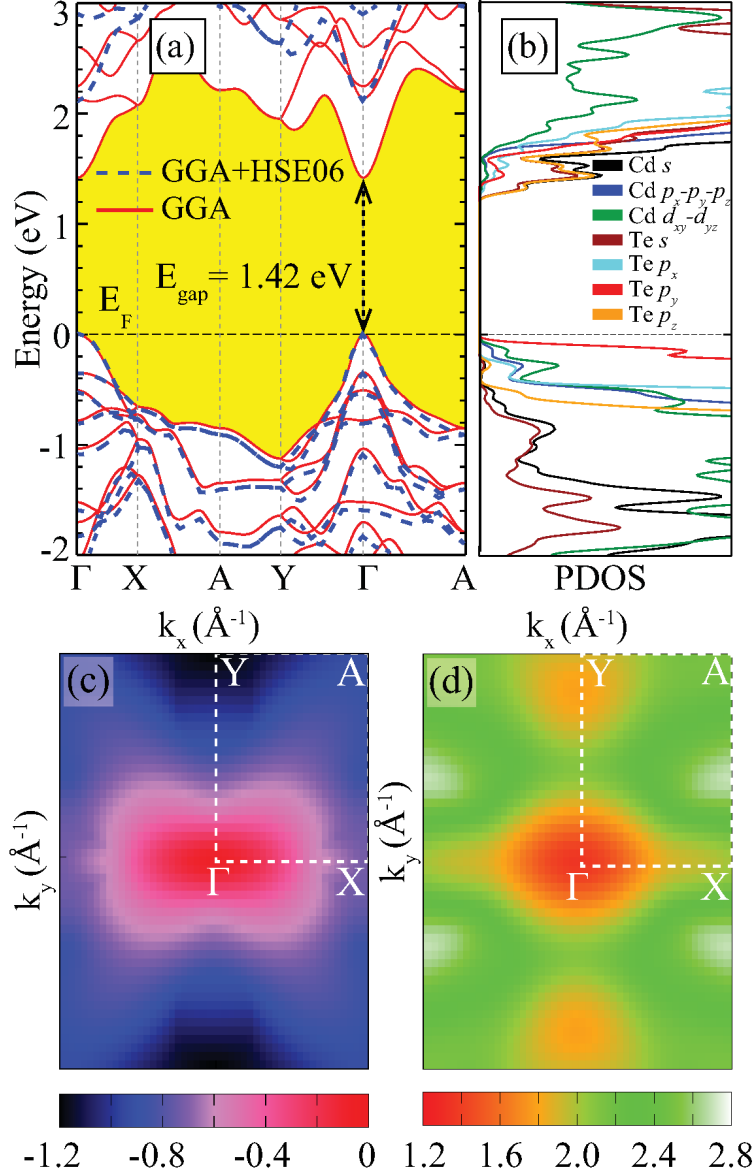 (a)
(b)
3
2
1
0
-1
-2
Energy (eV)
GGA+HSE06
GGA
E_gap = 1.42 eV
E_F
Γ X A Y Γ A
Cd s
Cd p_x-p_y-p_z
Cd d_xy-d_yz
Te s
Te p_x
Te p_y
Te p_z
PDOS
k_x (Å⁻¹)
k_x (Å⁻¹)
(c)
Y
A
Γ
X
k_y (Å⁻¹)
(d)
Y
A
Γ
X
k_y (Å⁻¹)
-1.2 -0.8 -0.4 0
1.2 1.6 2.0 2.4 2.8